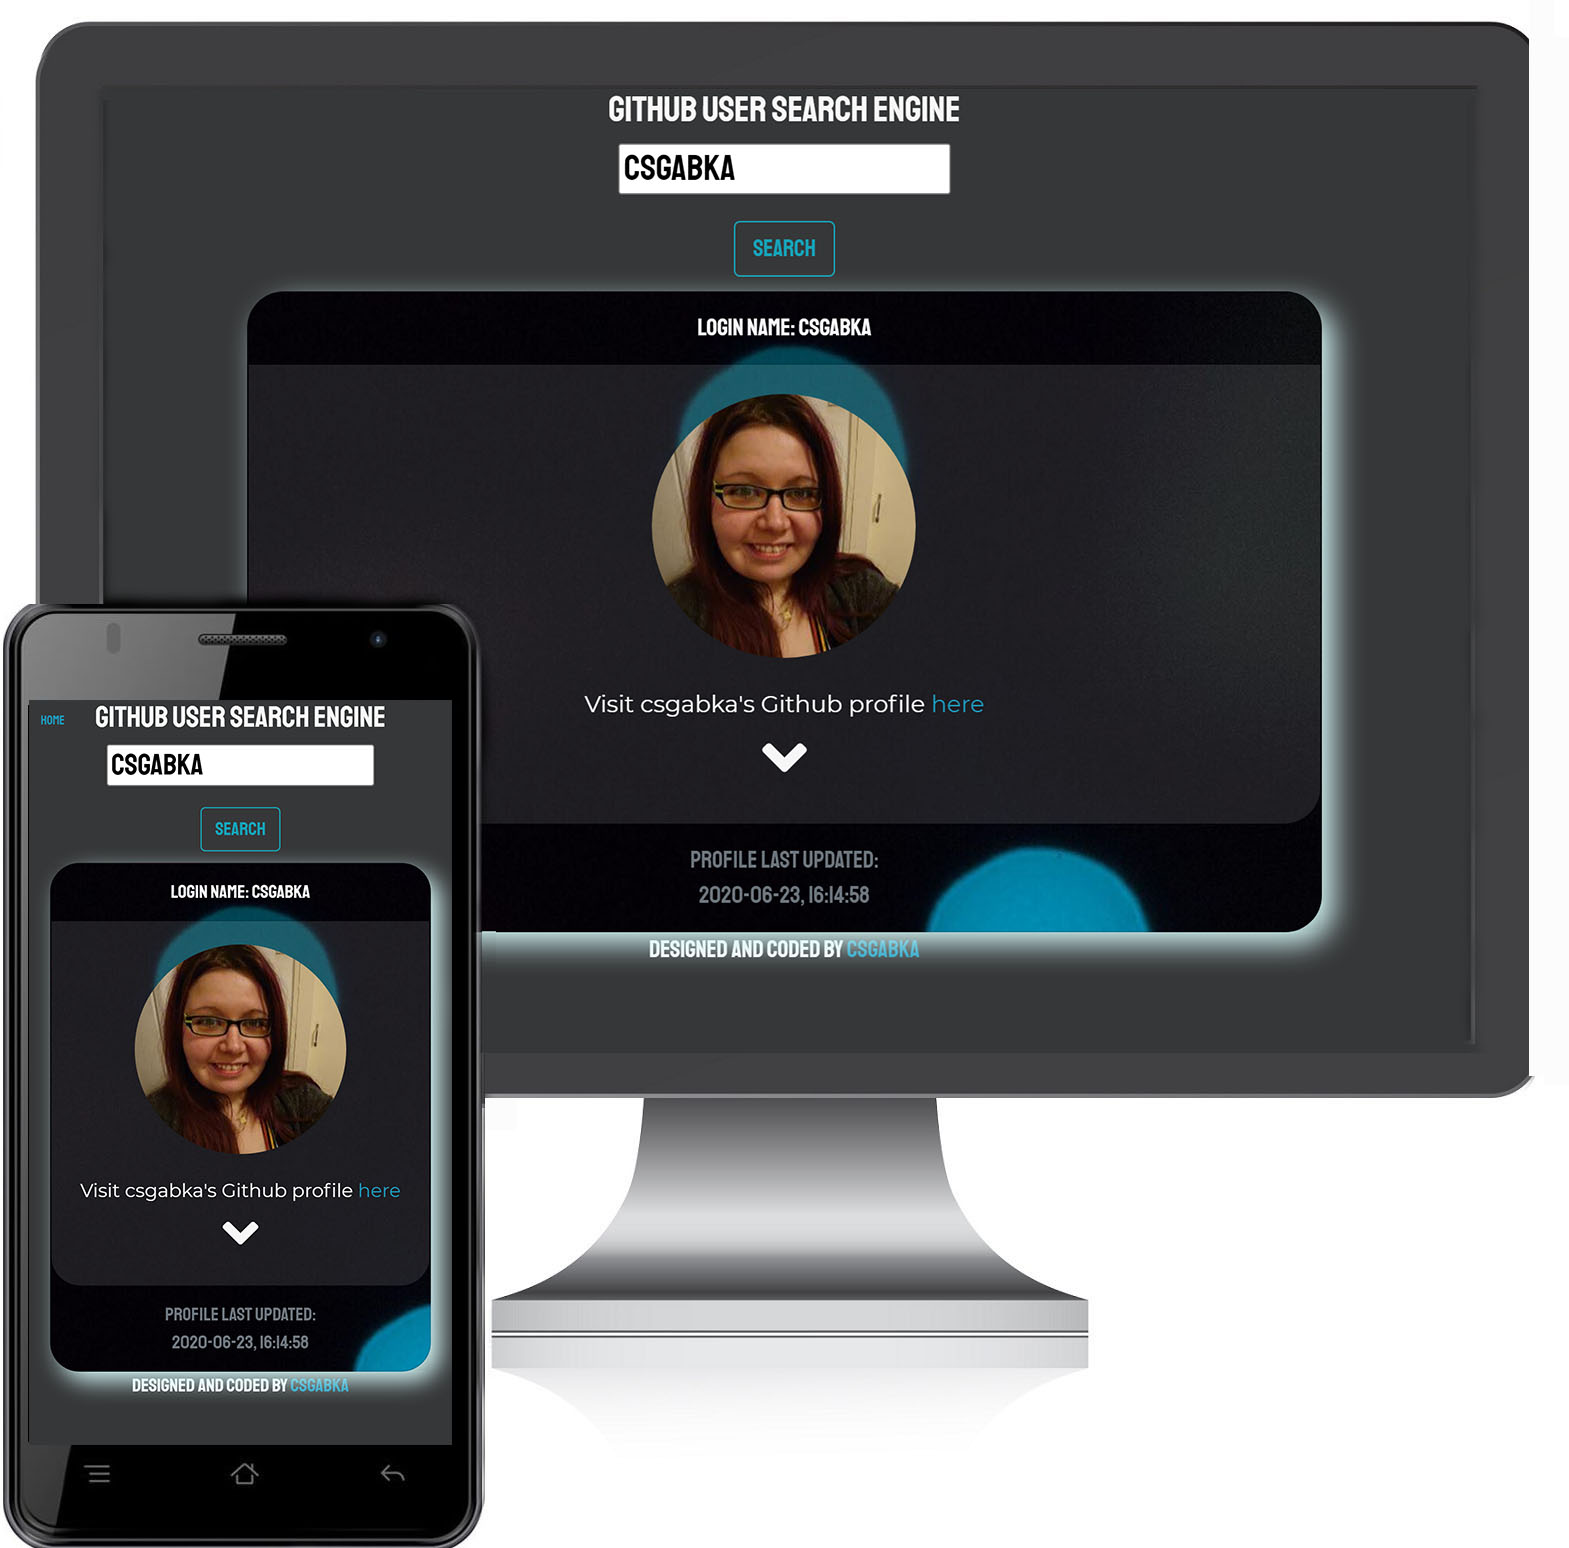 GITHUB USER SEARCH ENGINE
CSGABKA
SEARCH
LOGIN NAME: CSGABKA
Visit csgabka's Github profile here
PROFILE LAST UPDATED:
2020-06-23, 16:14:58
DESIGNED AND CODED BY CSGABKA
HOME GITHUB USER SEARCH ENGINE
CSGABKA
SEARCH
LOGIN NAME: CSGABKA
Visit csgabka's Github profile here
PROFILE LAST UPDATED:
2020-06-23, 16:14:58
DESIGNED AND CODED BY CSGABKA